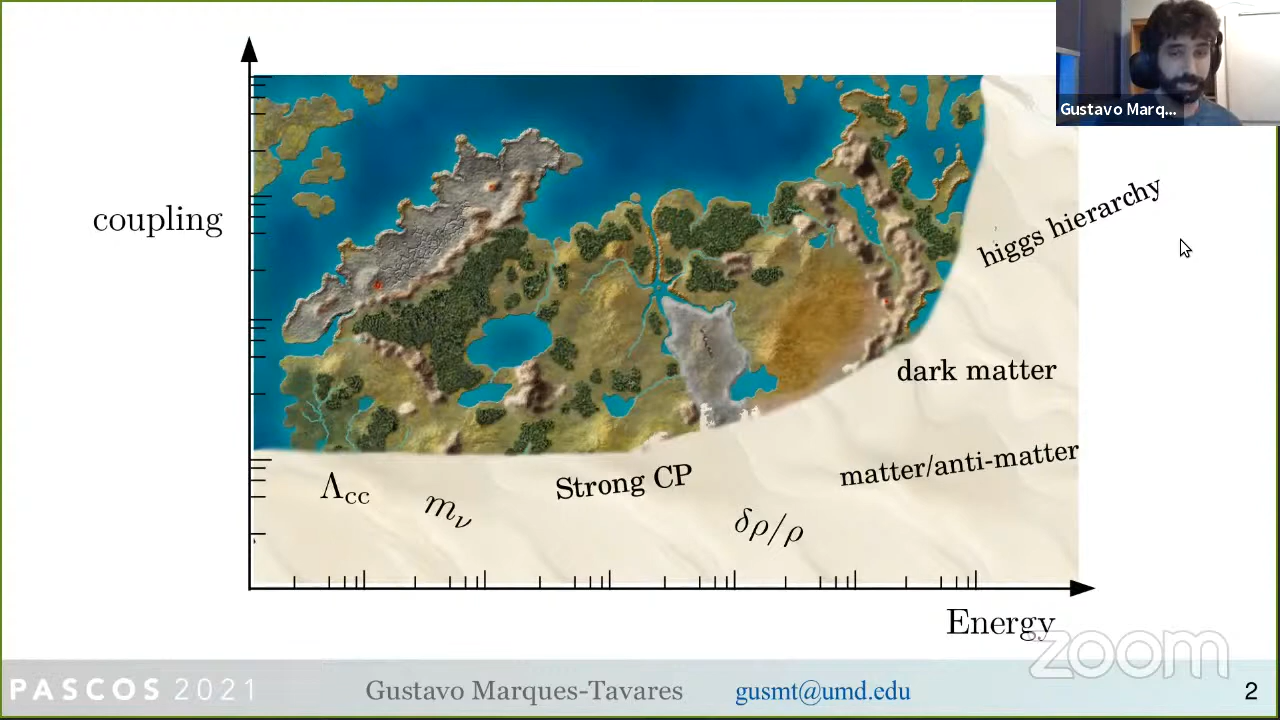 Gustavo Marq...
coupling
higgs hierarchy
dark matter
matter/anti-matter
Λcc
mν
Strong CP
δρ/ρ
Energy
zoom
PASCOS 2021
Gustavo Marques-Tavares
gusmt@umd.edu
2